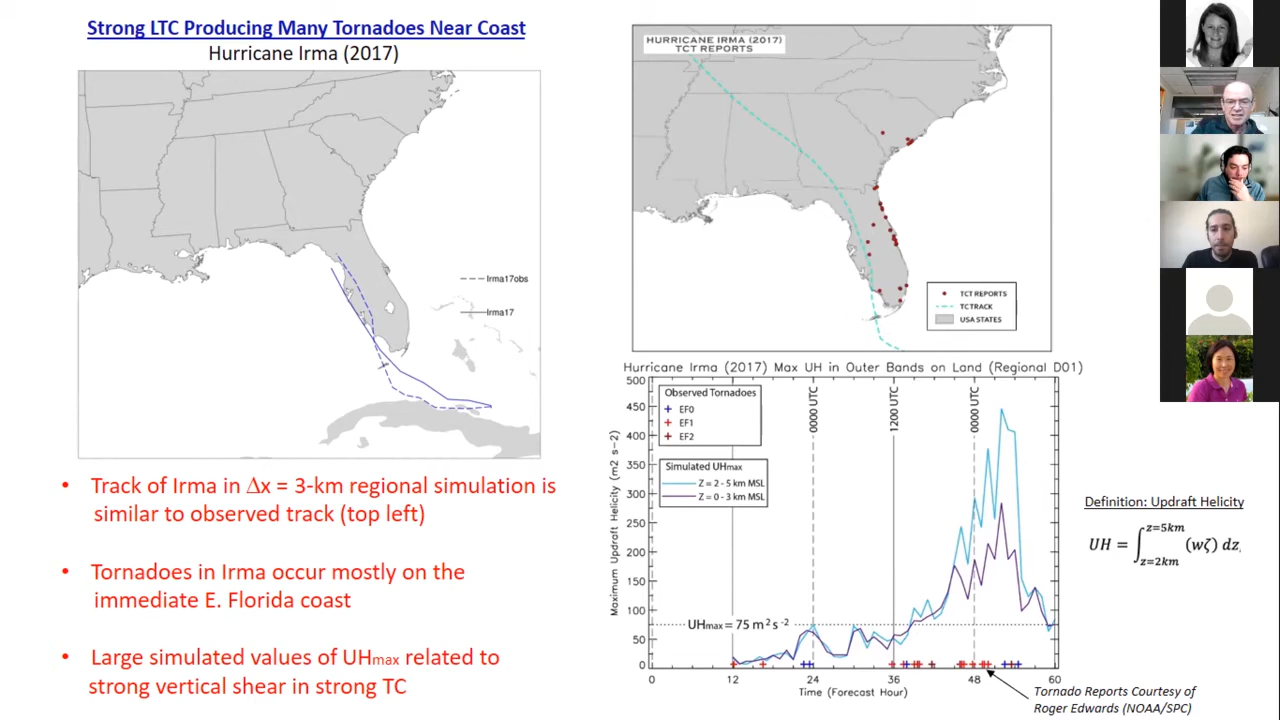 Strong LTC Producing Many Tornadoes Near Coast
Hurricane Irma (2017)
Irma17obs
Irma17
• Track of Irma in Δx = 3-km regional simulation is
similar to observed track (top left)
• Tornadoes in Irma occur mostly on the
immediate E. Florida coast
• Large simulated values of UHmax related to
strong vertical shear in strong TC
HURRICANE IRMA (2017)
TCT REPORTS
TCT REPORTS
TC TRACK
USA STATES
Hurricane Irma (2017) Max UH in Outer Bands on Land (Regional D01)
Maximum Updraft Helicity (m2 s-2)
500
450
400
350
300
250
200
150
100
50
0
Observed Tornadoes
EF0
EF1
EF2
Simulated UHmax
Z = 2 - 5 km MSL
Z = 0 - 3 km MSL
0000 UTC
1200 UTC
0000 UTC
UHmax = 75 m² s⁻²
0 12 24 36 48 60
Time (Forecast Hour)
Definition: Updraft Helicity
UH = ∫ z=2km z=5km (wζ) dz,
Tornado Reports Courtesy of
Roger Edwards (NOAA/SPC)